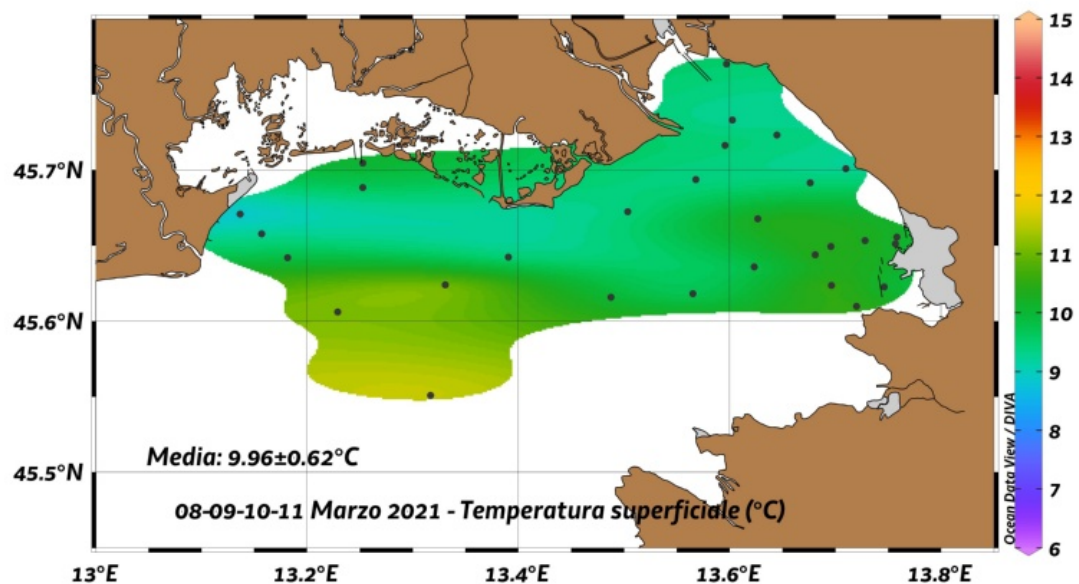 15
14
13
12
11
10
9
8
7
6
Ocean Data View / DIVA
45.7°N
45.6°N
45.5°N
Media: 9.96±0.62°C
08-09-10-11 Marzo 2021 - Temperatura superficiale (°C)
13°E 13.2°E 13.4°E 13.6°E 13.8°E